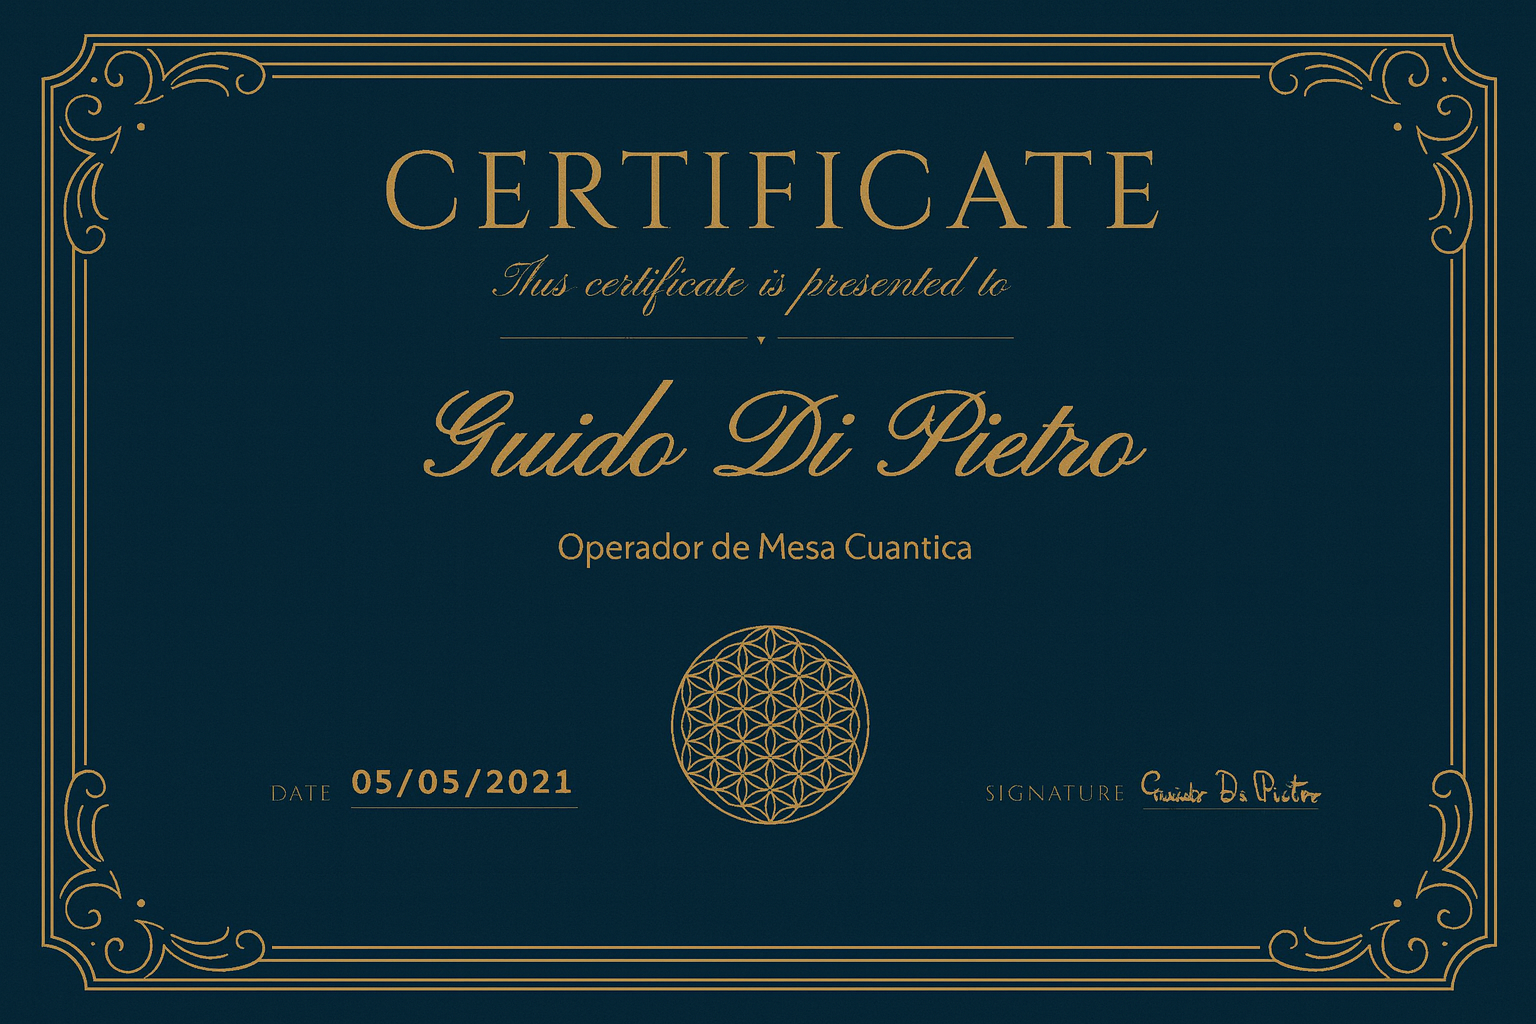 CERTIFICATE
This certificate is presented to
Guido Di Pietro
Operador de Mesa Cuantica
DATE 05/05/2021
SIGNATURE Guido Di Pietro